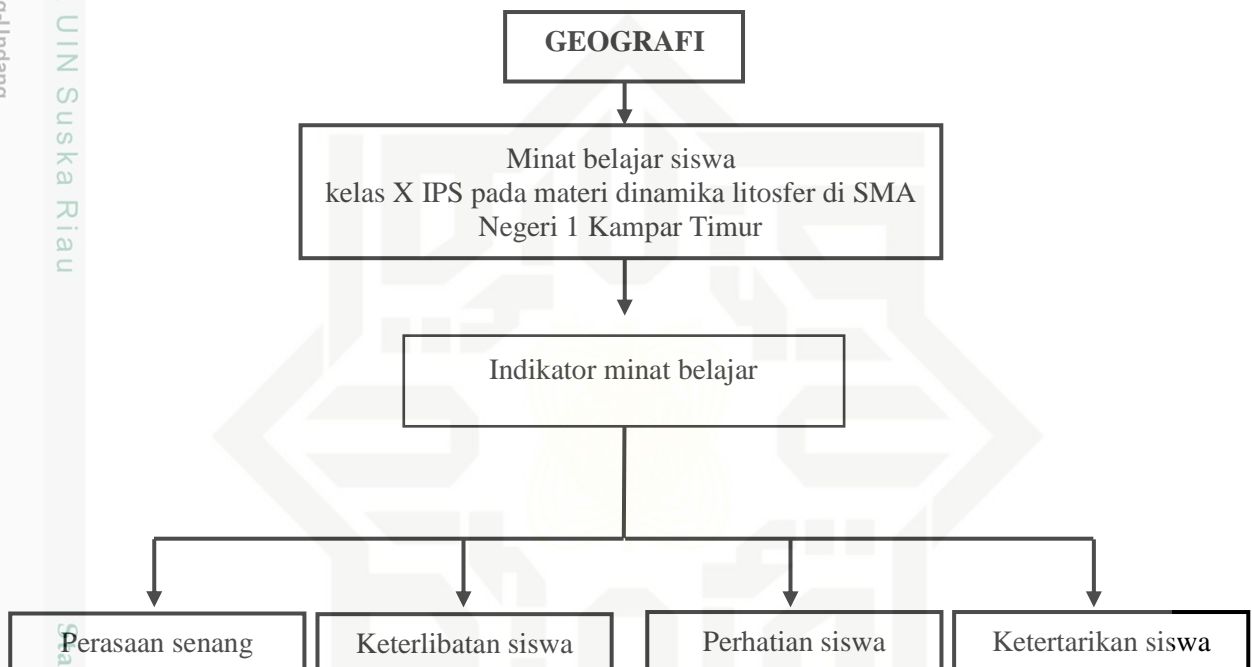 GEOGRAFI
Minat belajar siswa
kelas X IPS pada materi dinamika litosfer di SMA
Negeri 1 Kampar Timur
Indikator minat belajar
Perasaan senang
Keterlibatan siswa
Perhatian siswa
Ketertarikan siswa
UIN Suska Riau